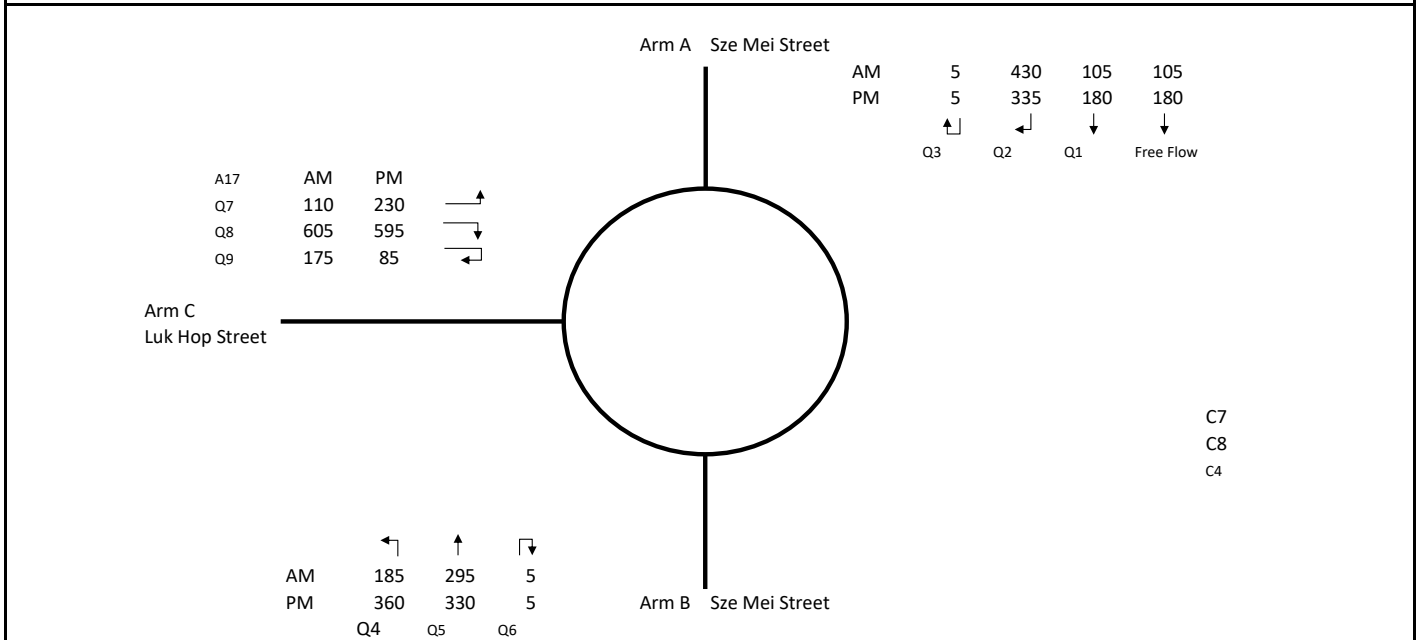 Arm A Sze Mei Street
AM 5 430 105 105
PM 5 335 180 180
Q3 Q2 Q1 Free Flow
A17 AM PM
Q7 110 230
Q8 605 595
Q9 175 85
Arm C
Luk Hop Street
C7
C8
C4
AM 185 295 5
PM 360 330 5
Q4 Q5 Q6
Arm B Sze Mei Street